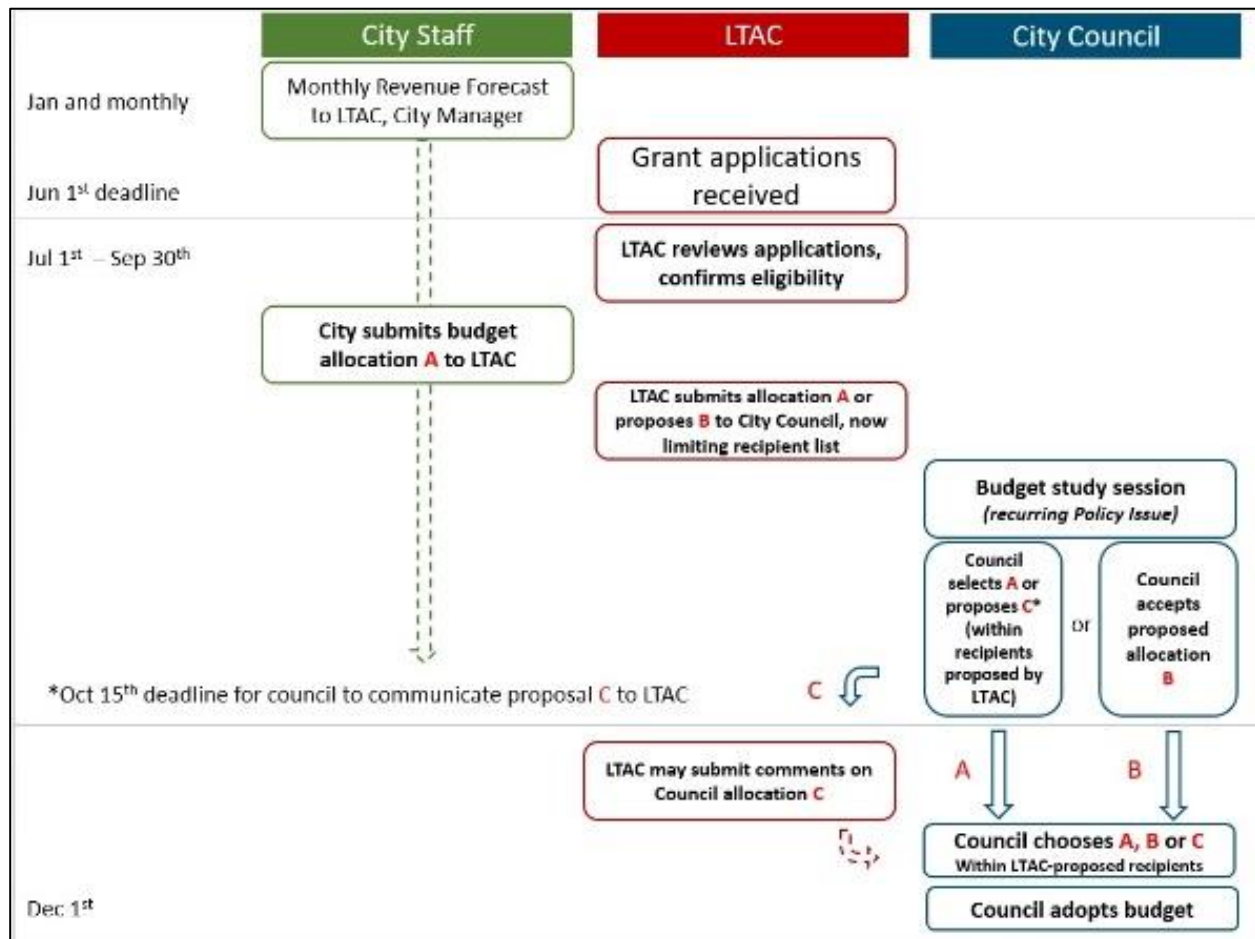 City Staff
LTAC
City Council
Jan and monthly
Monthly Revenue Forecast
to LTAC, City Manager
Grant applications
received
Jun 1st deadline
Jul 1st – Sep 30th
LTAC reviews applications,
confirms eligibility
City submits budget
allocation A to LTAC
LTAC submits allocation A or
proposes B to City Council, now
limiting recipient list
Budget study session
(recurring Policy Issue)
Council
selects A or
proposes C*
(within
recipients
proposed by
LTAC)
or
Council
accepts
proposed
allocation
B
*Oct 15th deadline for council to communicate proposal C to LTAC
C
LTAC may submit comments on
Council allocation C
A
B
Council chooses A, B or C
Within LTAC-proposed recipients
Dec 1st
Council adopts budget